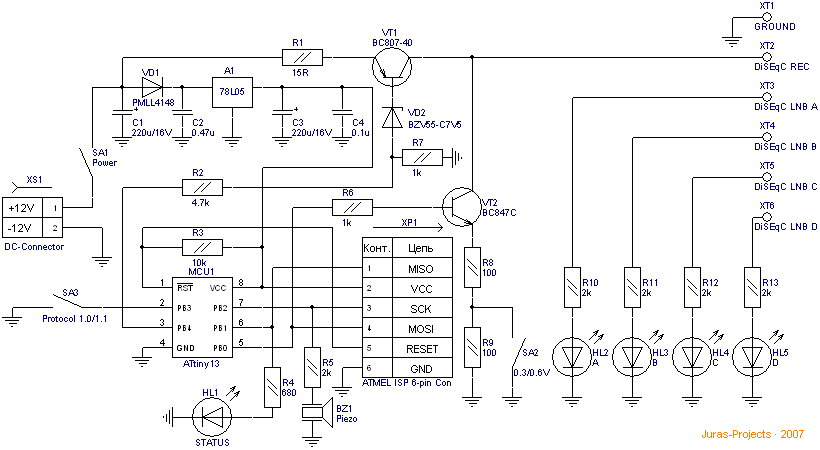 XT1
GROUND
XT2
DiSEqC REC
XT3
DiSEqC LNB A
XT4
DiSEqC LNB B
XT5
DiSEqC LNB C
XT6
DiSEqC LNB D
R1
15R
VT1
BC807-40
VD1
PMLL4148
A1
78L05
C1
220u/16V
C2
0.47u
C3
220u/16V
C4
0.1u
VD2
BZV55-C7V5
R7
1k
SA1
Power
XS1
+12V 1
-12V 2
DC-Connector
R2
4.7k
R6
1k
VT2
BC847C
R3
10k
XP1
Конт. Цепь
1 MISO
2 VCC
3 SCK
4 MOSI
5 RESET
6 GND
ATMEL ISP 6-pin Con
MCU1
1 RST VCC 8
2 PB3 PB2 7
3 PB4 PB1 6
4 GND PB0 5
ATtiny13
SA3
Protocol 1.0/1.1
R8
100
R9
100
SA2
0.3/0.6V
R10
2k
R11
2k
R12
2k
R13
2k
HL2
A
HL3
B
HL4
C
HL5
D
R5
2k
R4
680
HL1
STATUS
BZ1
Piezo
Juras-Projects · 2007